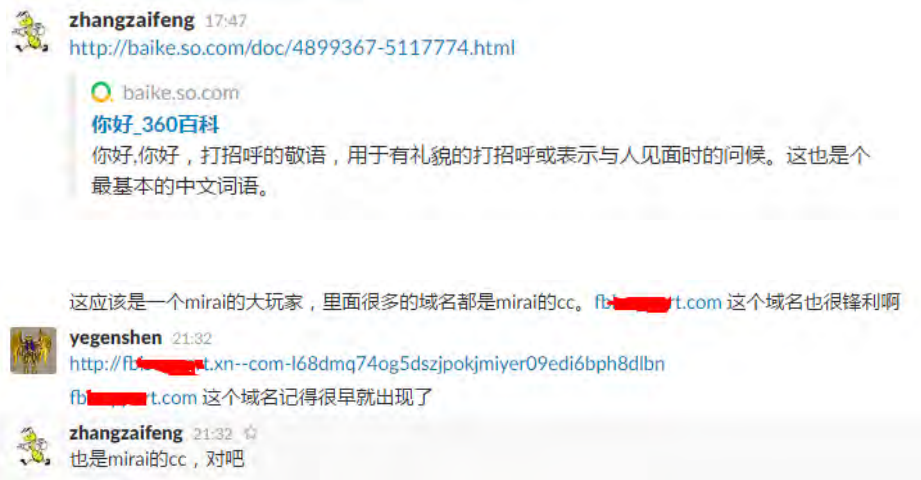 zhangzaifeng 17:47
http://baike.so.com/doc/4899367-5117774.html
baike.so.com
你好_360百科
你好,你好，打招呼的敬语，用于有礼貌的打招呼或表示与人见面时的问候。这也是个
最基本的中文词语。
这应该是一个mirai的大玩家，里面很多的域名都是mirai的cc。fb t.com 这个域名也很锋利啊
yegenshen 21:32
http://fb t.xn--com-l68dmq74og5dszjpokjmiyer09edi6bph8dlbn
fb t.com 这个域名记得很早就出现了
zhangzaifeng 21:32 ☆
也是mirai的cc，对吧